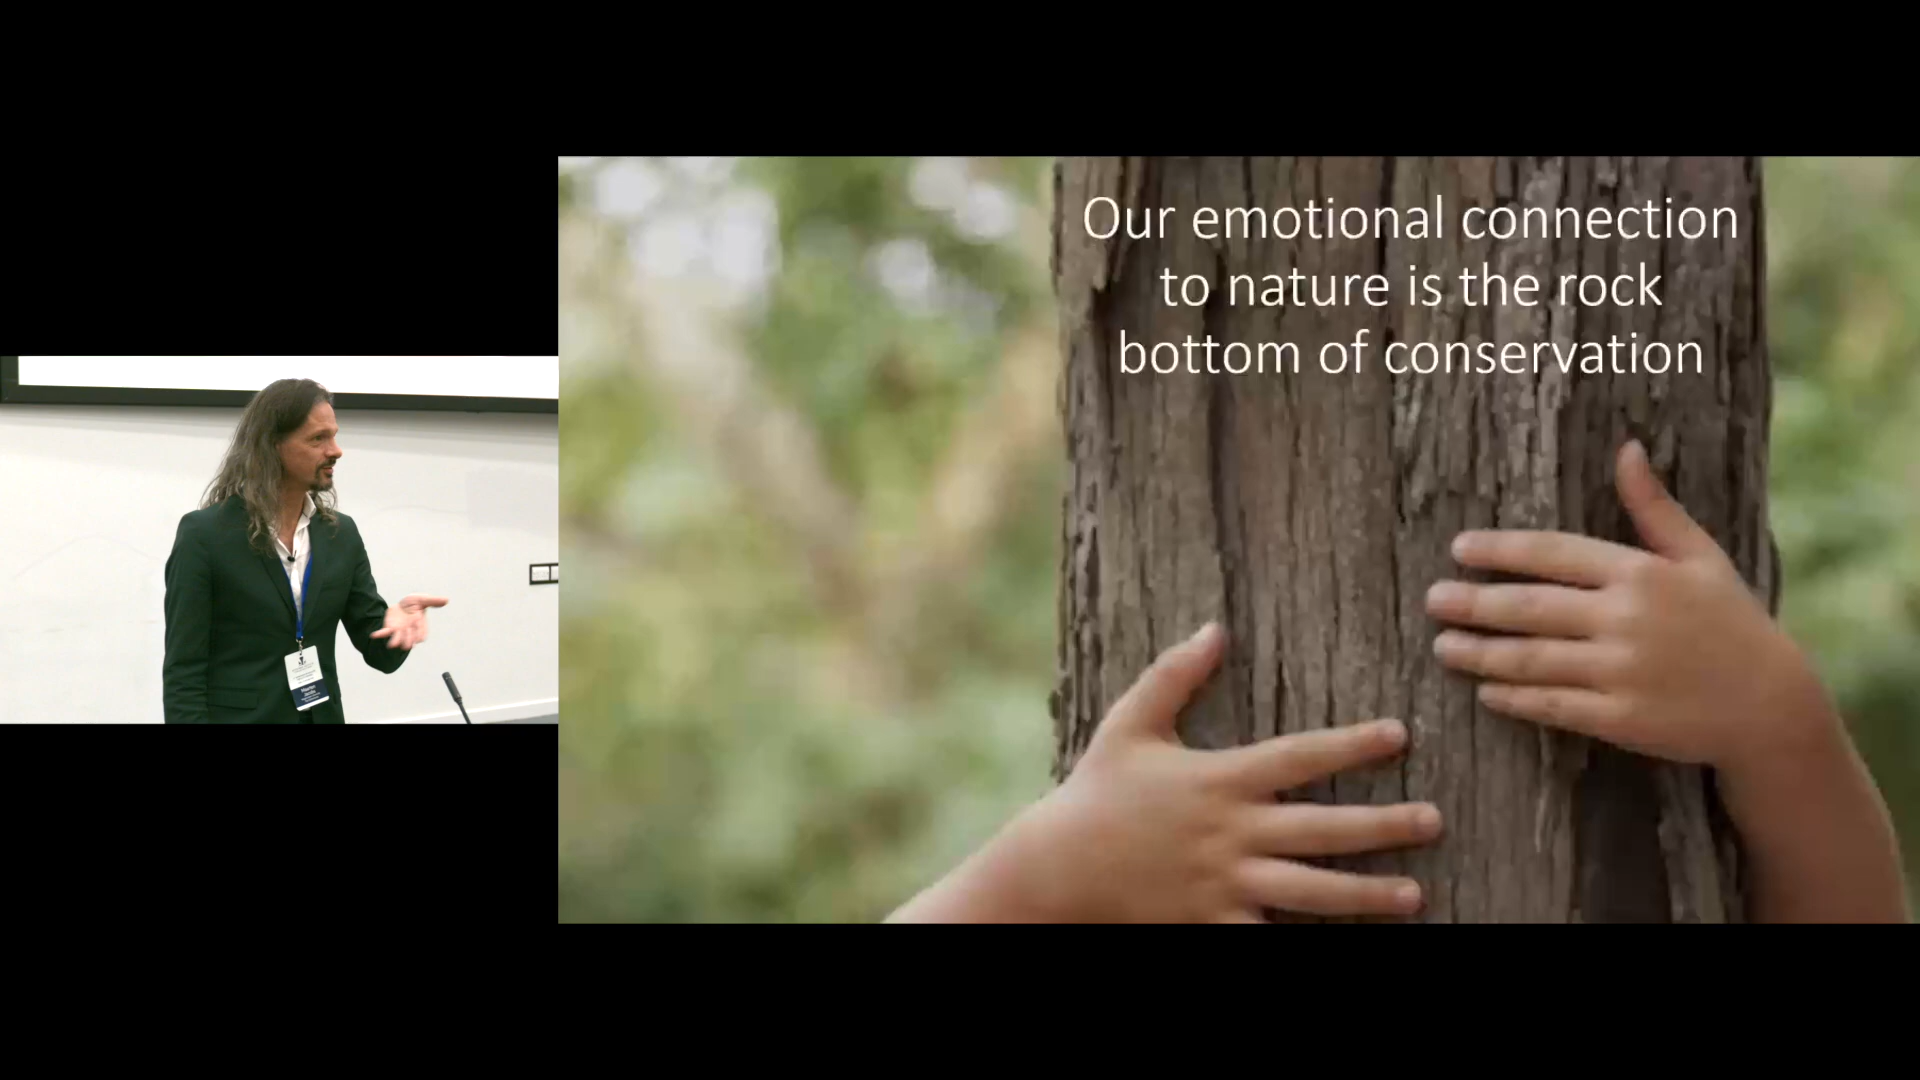 Our emotional connection
to nature is the rock
bottom of conservation